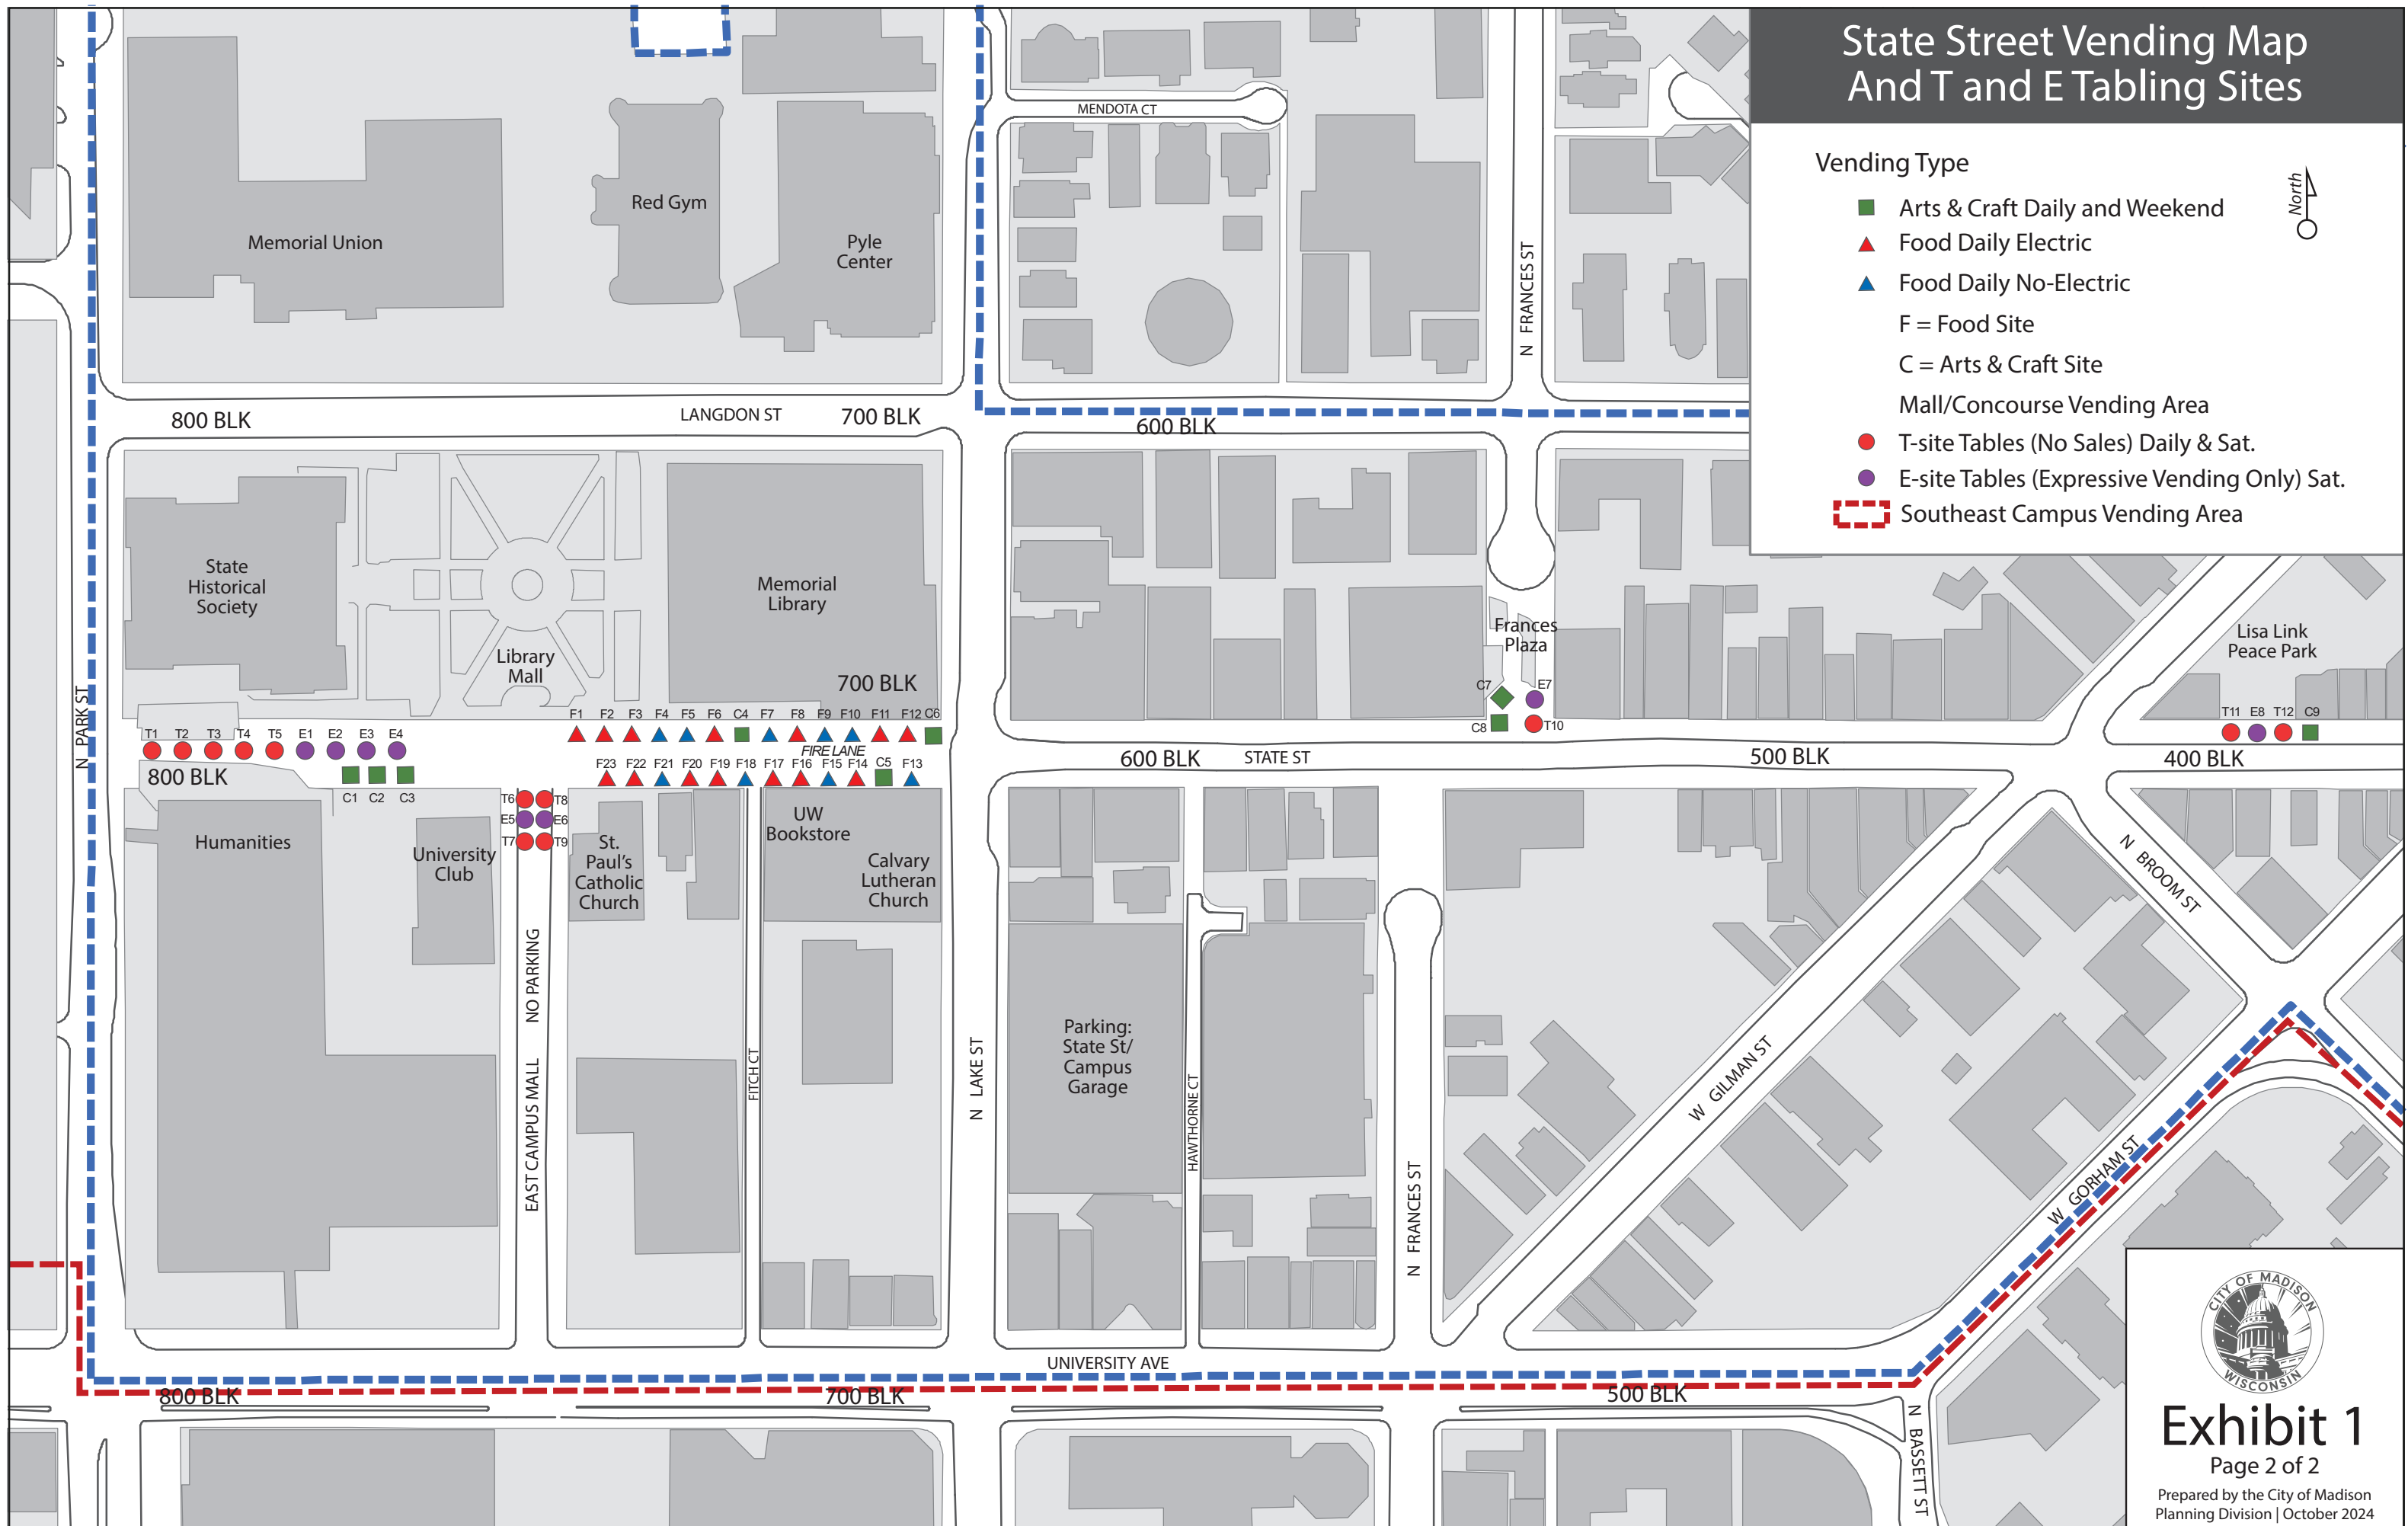 State Street Vending Map
And T and E Tabling Sites
Vending Type
Arts & Craft Daily and Weekend
Food Daily Electric
Food Daily No-Electric
F = Food Site
C = Arts & Craft Site
Mall/Concourse Vending Area
T-site Tables (No Sales) Daily & Sat.
E-site Tables (Expressive Vending Only) Sat.
Southeast Campus Vending Area
North
MENDOTA CT
Memorial Union
Red Gym
Pyle
Center
N FRANCES ST
800 BLK
LANGDON ST
700 BLK
600 BLK
State
Historical
Society
Library
Mall
Memorial
Library
700 BLK
Frances
Plaza
Lisa Link
Peace Park
N PARK ST
C7
E7
C8
T10
T11
E8
T12
C9
F1
F2
F3
F4
F5
F6
C4
F7
F8
F9
F10
F11
F12
C6
T1
T2
T3
T4
T5
E1
E2
E3
E4
FIRE LANE
600 BLK
STATE ST
500 BLK
400 BLK
800 BLK
C1
C2
C3
F23
F22
F21
F20
F19
F18
F17
F16
F15
F14
C5
F13
T6
T8
E5
E6
T7
T9
Humanities
University
Club
St.
Paul's
Catholic
Church
UW
Bookstore
Calvary
Lutheran
Church
N BROOM ST
EAST CAMPUS MALL NO PARKING
FITCH CT
N LAKE ST
Parking:
State St/
Campus
Garage
HAWTHORNE CT
N FRANCES ST
W GILMAN ST
W GORHAM ST
UNIVERSITY AVE
800 BLK
700 BLK
500 BLK
N BASSETT ST
CITY OF MADISON
WISCONSIN
Exhibit 1
Page 2 of 2
Prepared by the City of Madison
Planning Division | October 2024